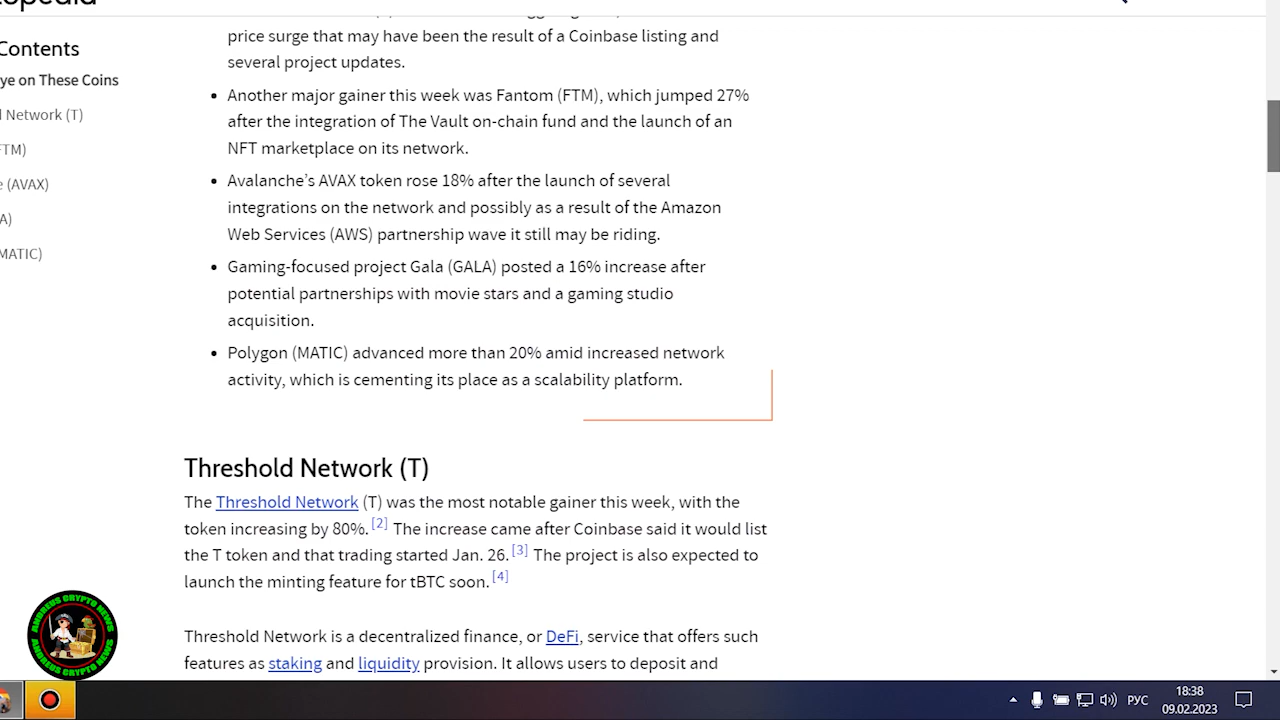 Contents
ye on These Coins
Network (T)
FTM)
(AVAX)
A)
MATIC)
price surge that may have been the result of a Coinbase listing and
several project updates.
Another major gainer this week was Fantom (FTM), which jumped 27%
after the integration of The Vault on-chain fund and the launch of an
NFT marketplace on its network.
Avalanche’s AVAX token rose 18% after the launch of several
integrations on the network and possibly as a result of the Amazon
Web Services (AWS) partnership wave it still may be riding.
Gaming-focused project Gala (GALA) posted a 16% increase after
potential partnerships with movie stars and a gaming studio
acquisition.
Polygon (MATIC) advanced more than 20% amid increased network
activity, which is cementing its place as a scalability platform.
Threshold Network (T)
The Threshold Network (T) was the most notable gainer this week, with the
token increasing by 80%. [2] The increase came after Coinbase said it would list
the T token and that trading started Jan. 26. [3] The project is also expected to
launch the minting feature for tBTC soon. [4]
Threshold Network is a decentralized finance, or DeFi, service that offers such
features as staking and liquidity provision. It allows users to deposit and
ANDREUS CRYPTO NEWS
ANDREUS CRYPTO NEWS
РУС
18:38
09.02.2023